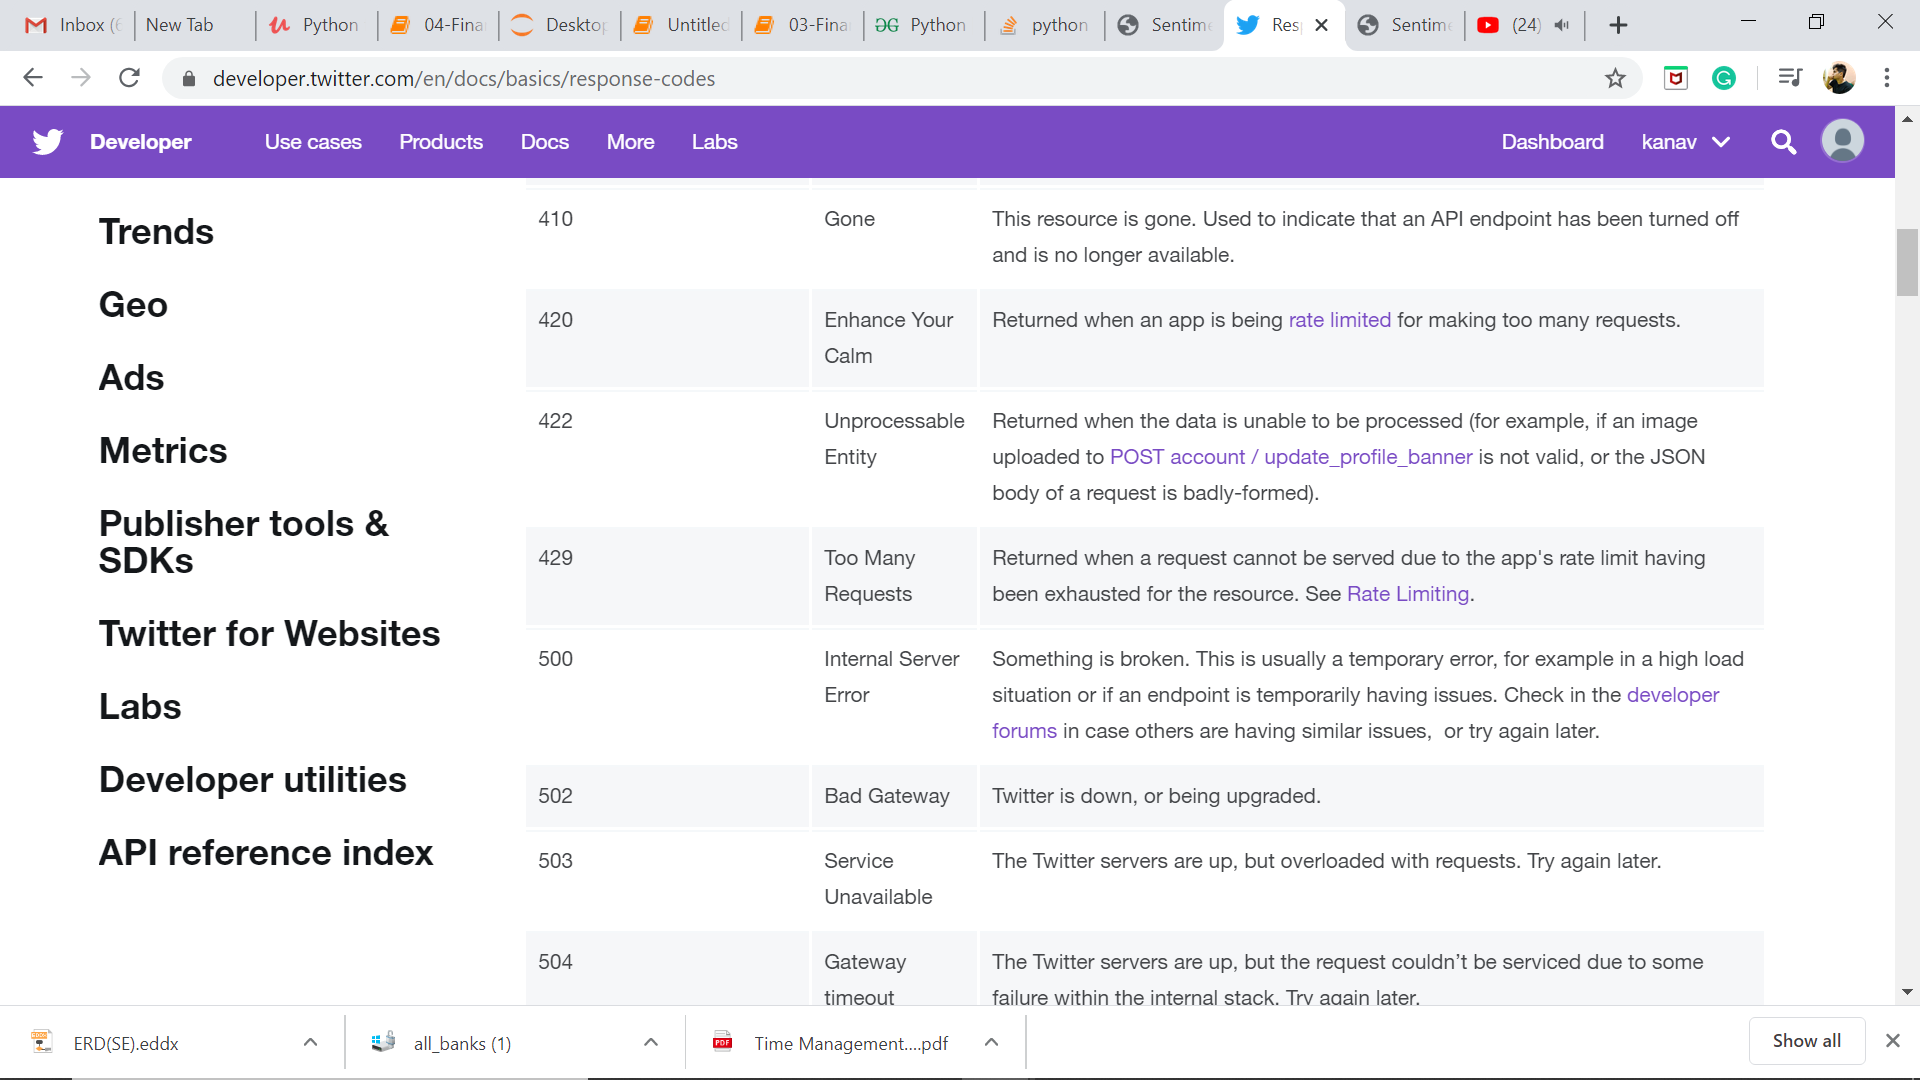 Inbox (6
New Tab
Python
04-Fina
Deskto
Untitled
03-Fina
Python
python
Sentime
Res
Sentime
(24)
developer.twitter.com/en/docs/basics/response-codes
Developer
Use cases
Products
Docs
More
Labs
Dashboard
kanav
Trends
Geo
Ads
Metrics
Publisher tools &
SDKs
Twitter for Websites
Labs
Developer utilities
API reference index
410
Gone
This resource is gone. Used to indicate that an API endpoint has been turned off
and is no longer available.
420
Enhance Your
Calm
Returned when an app is being rate limited for making too many requests.
422
Unprocessable
Entity
Returned when the data is unable to be processed (for example, if an image
uploaded to POST account / update_profile_banner is not valid, or the JSON
body of a request is badly-formed).
429
Too Many
Requests
Returned when a request cannot be served due to the app's rate limit having
been exhausted for the resource. See Rate Limiting.
500
Internal Server
Error
Something is broken. This is usually a temporary error, for example in a high load
situation or if an endpoint is temporarily having issues. Check in the developer
forums in case others are having similar issues,  or try again later.
502
Bad Gateway
Twitter is down, or being upgraded.
503
Service
Unavailable
The Twitter servers are up, but overloaded with requests. Try again later.
504
Gateway
timeout
The Twitter servers are up, but the request couldn’t be serviced due to some
failure within the internal stack. Try again later.
ERD(SE).eddx
all_banks (1)
PDF
Time Management....pdf
Show all